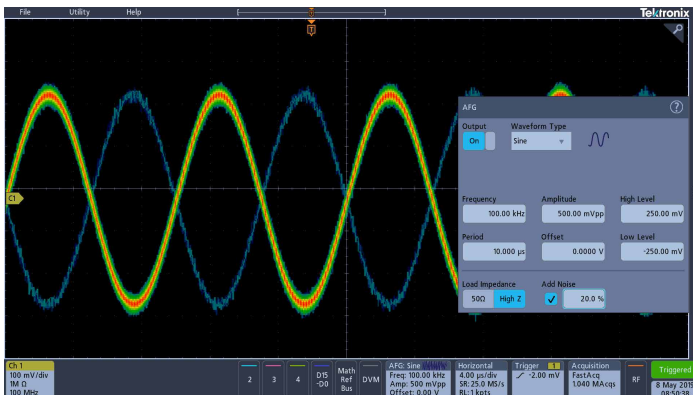 File Utility Help Tektronix
T
AFG ?
Output Waveform Type
On Sine
C1
Frequency Amplitude High Level
100.00 kHz 500.00 mVpp 250.00 mV
Period Offset Low Level
10.000 µs 0.0000 V -250.00 mV
Load Impedance Add Noise
50Ω High Z 20.0 %
Ch 1
100 mV/div
1M Ω
100 MHz
2 3 4
D15
-D0
Math
Ref
Bus
DVM
AFG: Sine
Freq: 100.00 kHz
Amp: 500 mVpp
Offset: 0.00 V
Horizontal
4.00 µs/div
SR: 25.0 MS/s
RL: 1 kpts
Trigger 1
-2.00 mV
Acquisition
FastAcq
1.040 MAcqs
RF
Triggered
8 May 2019
08:50:38